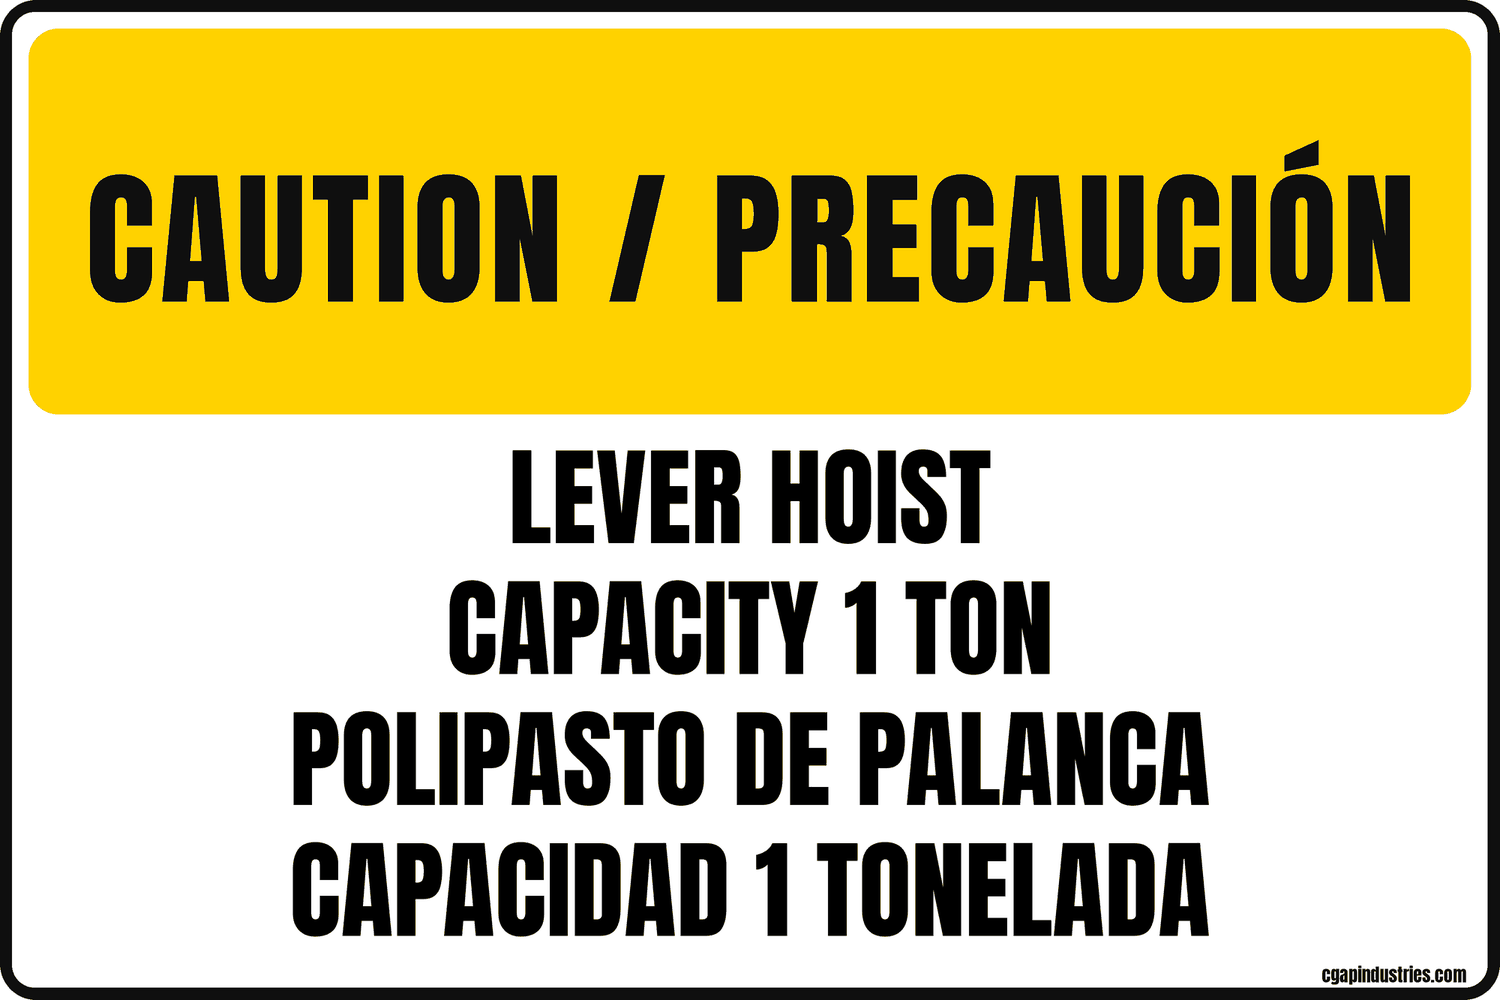 CAUTION / PRECAUCIÓN
LEVER HOIST
CAPACITY 1 TON
POLIPASTO DE PALANCA
CAPACIDAD 1 TONELADA
cgapindustries.com